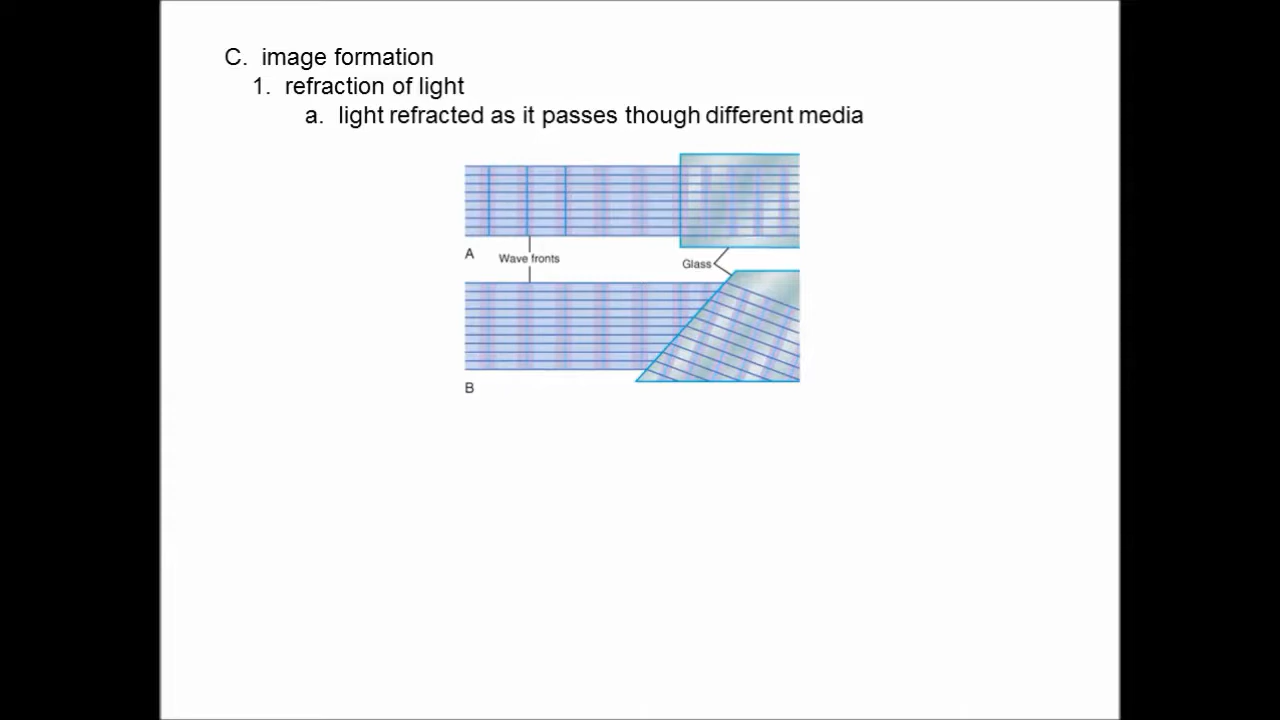 C. image formation
1. refraction of light
a. light refracted as it passes though different media
A
Wave fronts
Glass
B